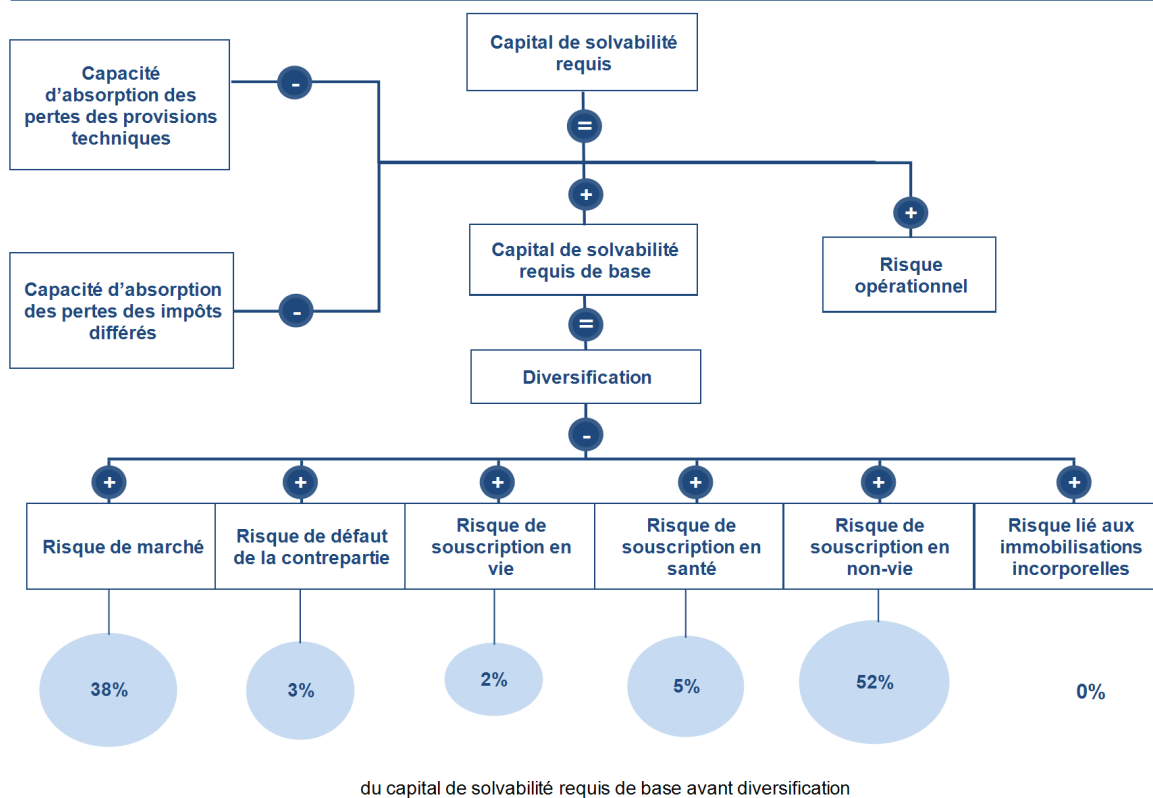 Capital de solvabilité
requis
Capacité
d'absorption des
pertes des provisions
techniques
-
=
+
+
Capital de solvabilité
requis de base
Risque
opérationnel
Capacité d'absorption
des pertes des impôts
différés
-
=
Diversification
-
+
+
+
+
+
+
Risque de marché
Risque de défaut
de la contrepartie
Risque de
souscription en
vie
Risque de
souscription en
santé
Risque de
souscription en
non-vie
Risque lié aux
immobilisations
incorporelles
38%
3%
2%
5%
52%
0%
du capital de solvabilité requis de base avant diversification